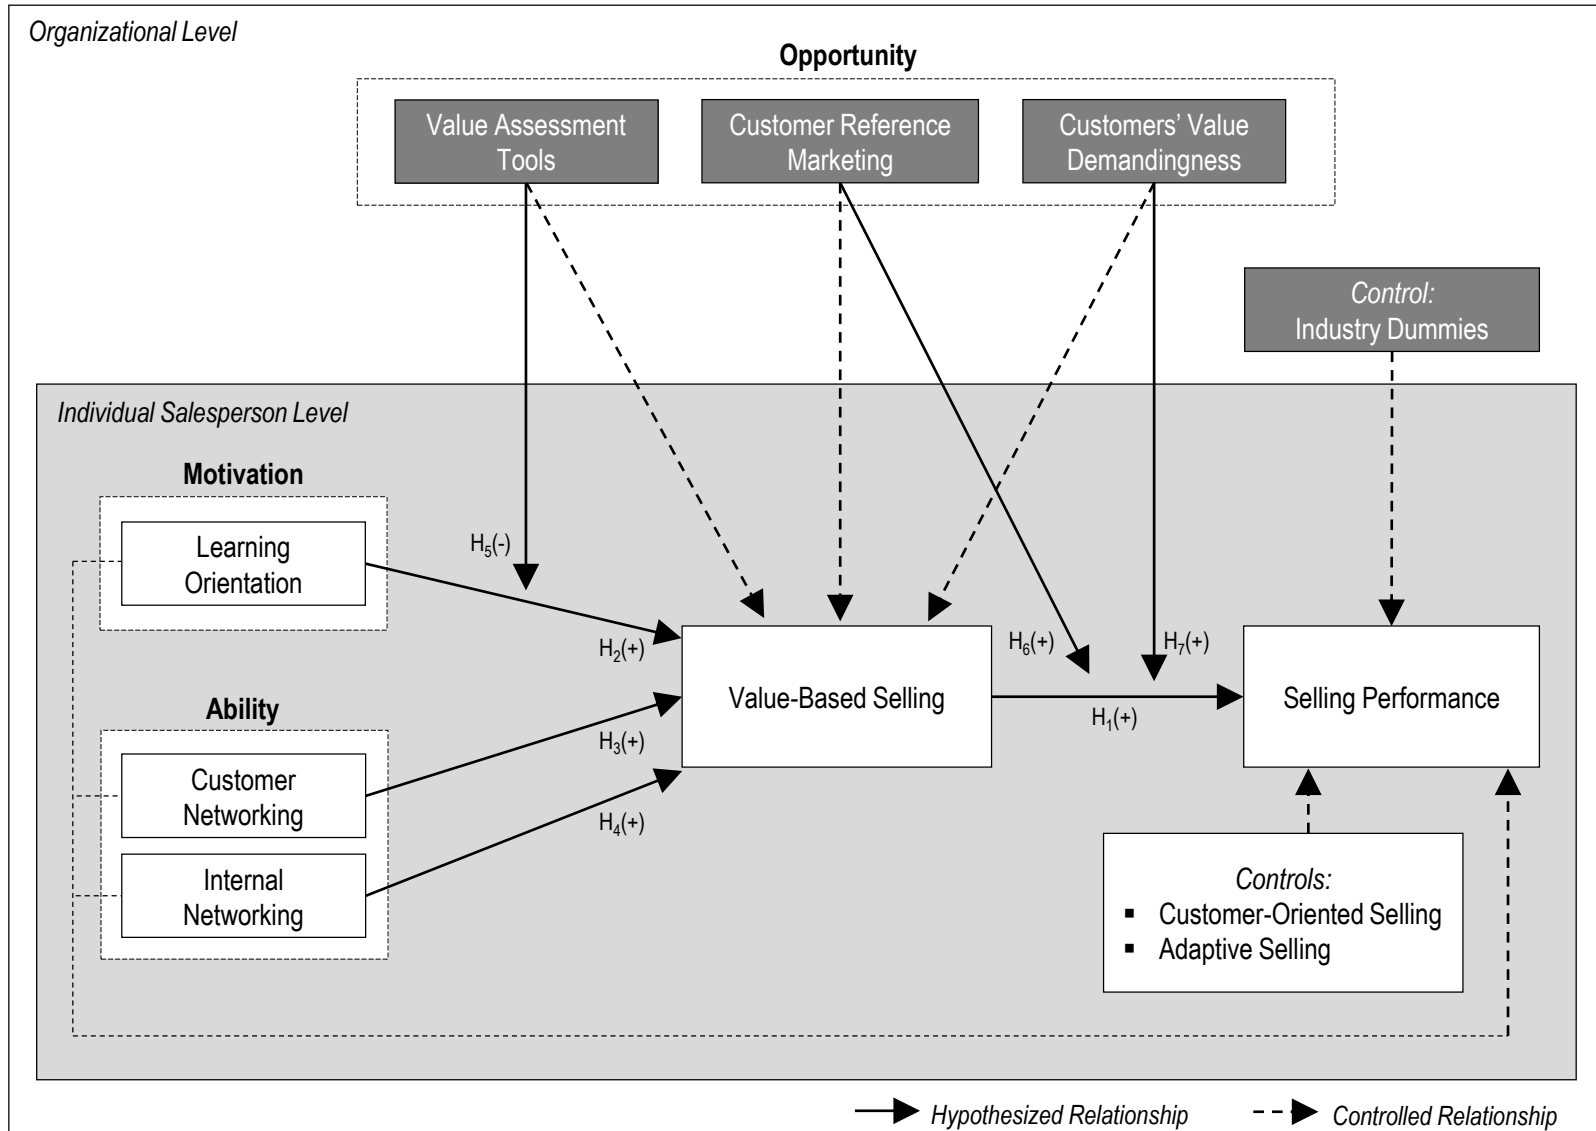 Organizational Level
Opportunity
Value Assessment
Tools
Customer Reference
Marketing
Customers’ Value
Demandingness
Control:
Industry Dummies
Individual Salesperson Level
Motivation
Learning
Orientation
H5(-)
H2(+)
H6(+)
H7(+)
Value-Based Selling
H1(+)
Selling Performance
Ability
Customer
Networking
H3(+)
H4(+)
Internal
Networking
Controls:
▪ Customer-Oriented Selling
▪ Adaptive Selling
Hypothesized Relationship
Controlled Relationship